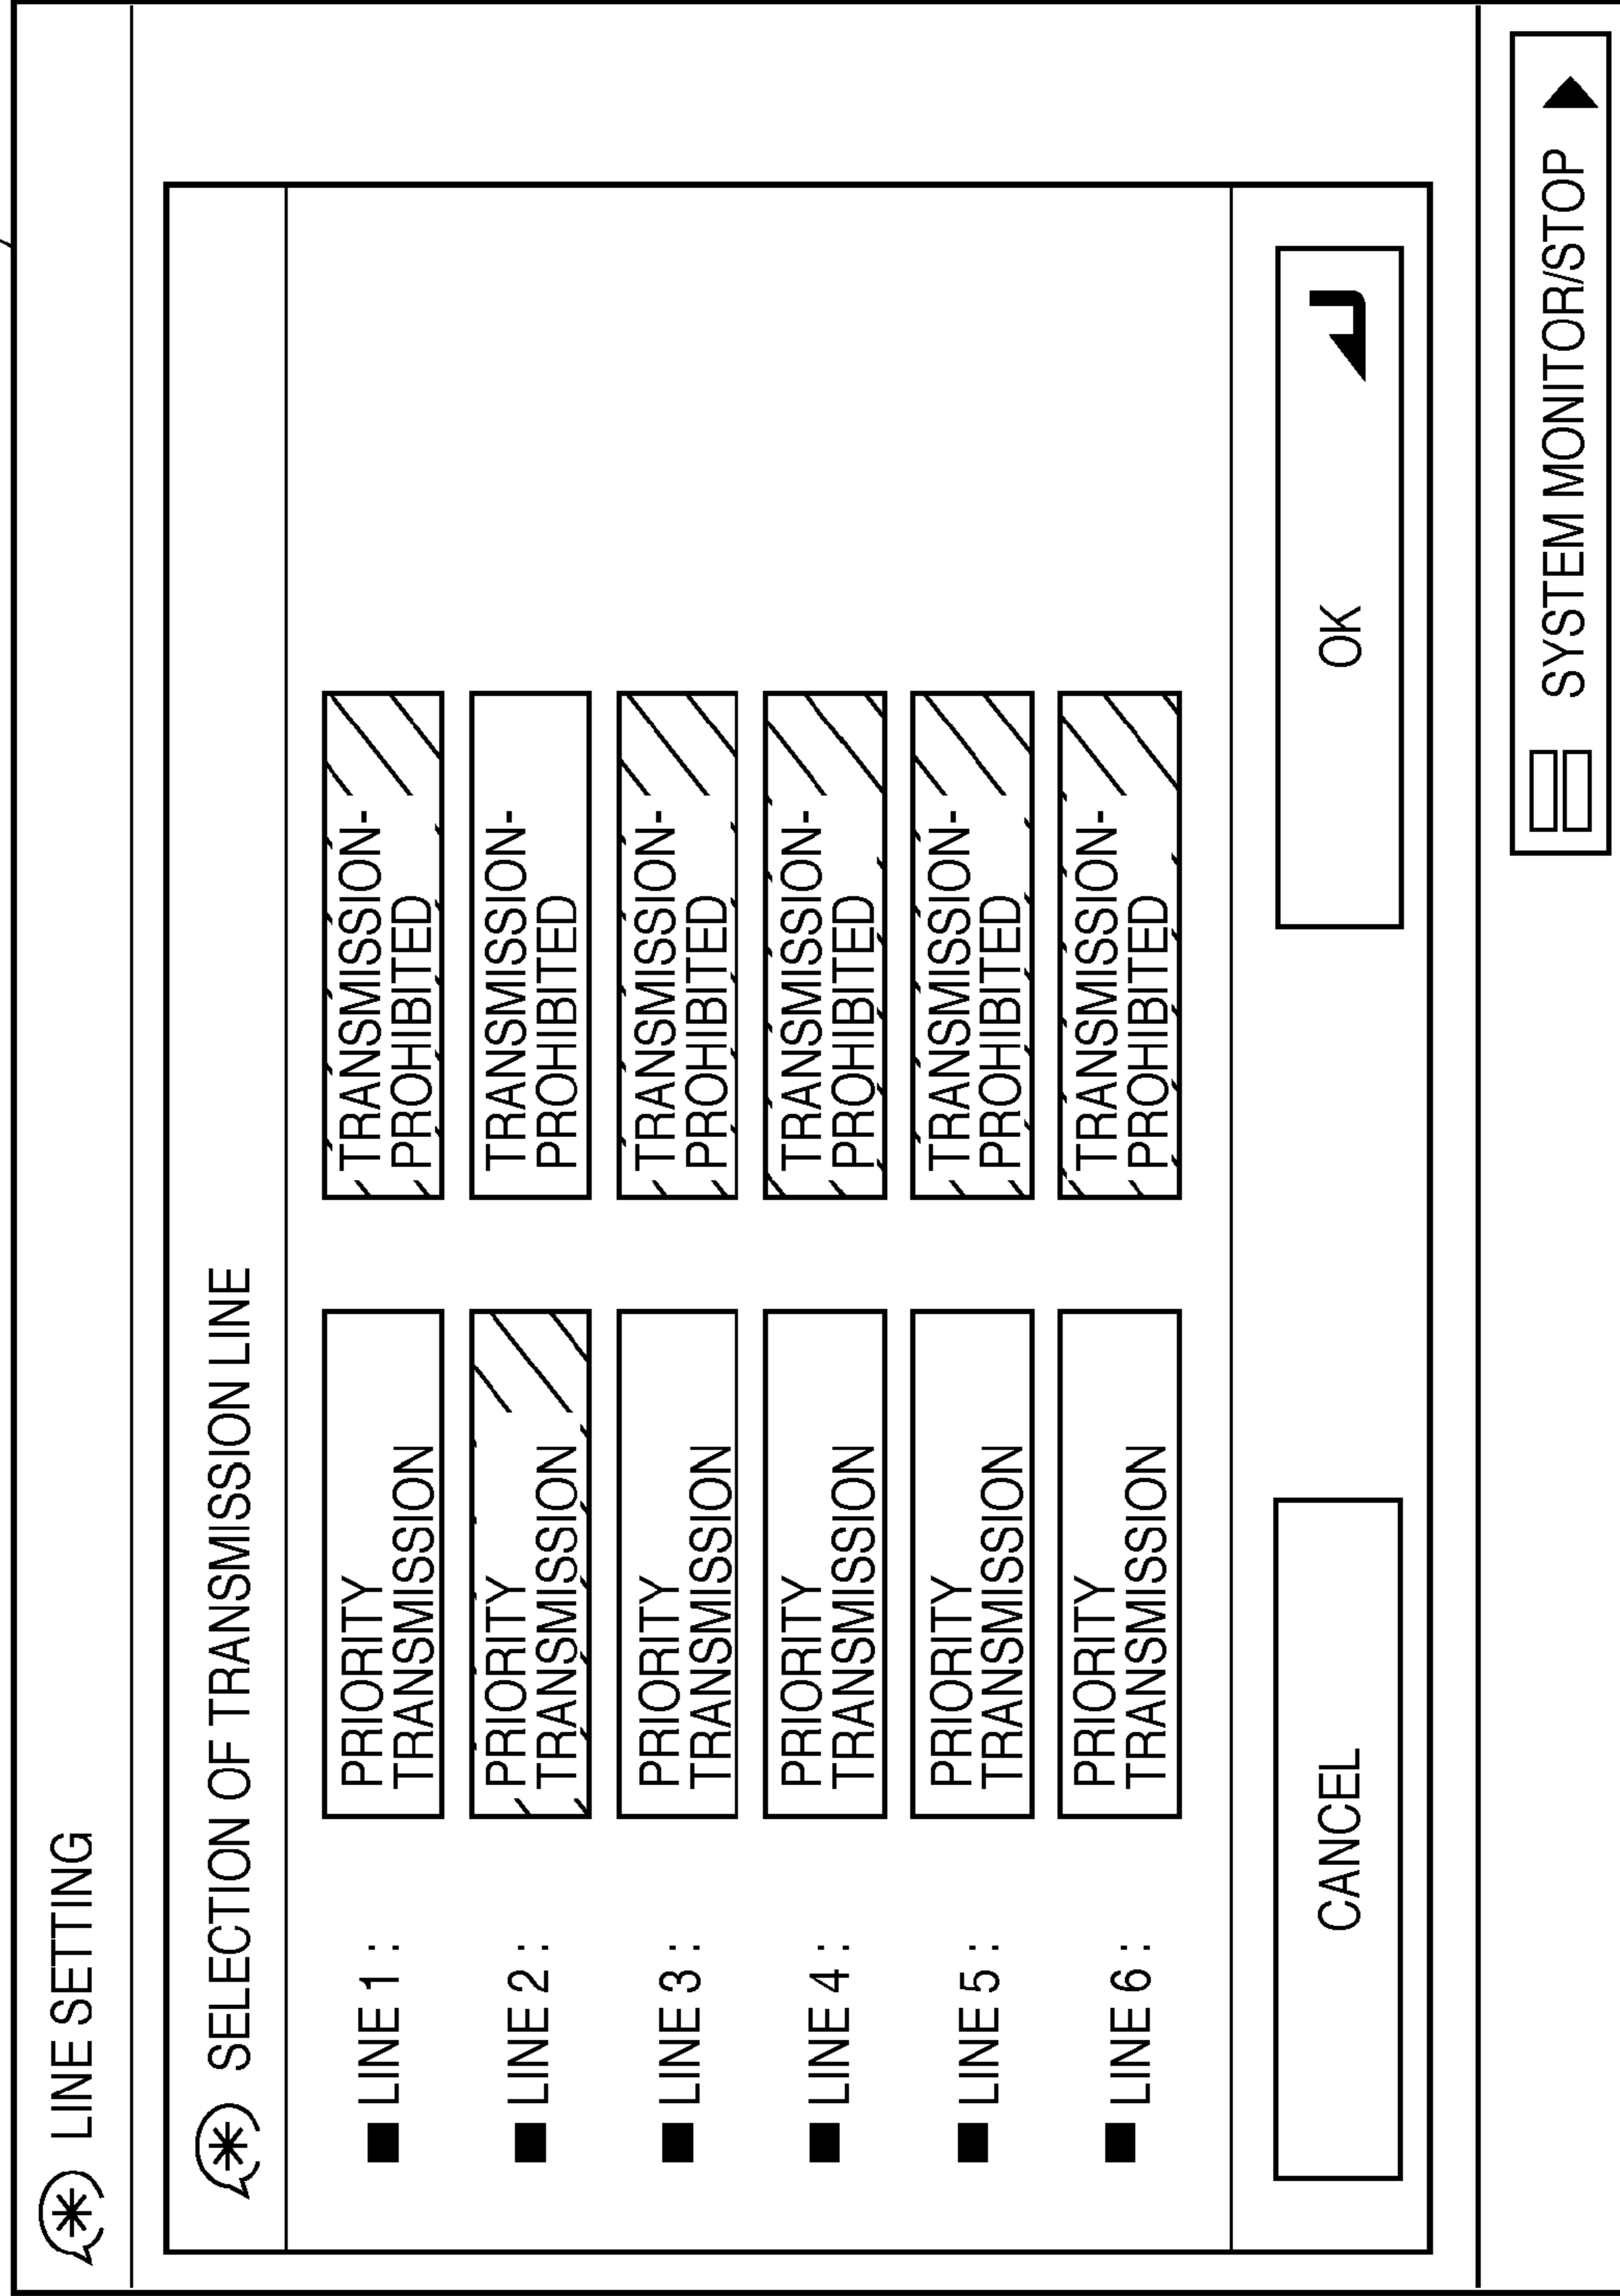 LINE SETTING
SELECTION OF TRANSMISSION LINE
LINE 1 :
PRIORITY
TRANSMISSION
TRANSMISSION-
PROHIBITED
LINE 2 :
PRIORITY
TRANSMISSION
TRANSMISSION-
PROHIBITED
LINE 3 :
PRIORITY
TRANSMISSION
TRANSMISSION-
PROHIBITED
LINE 4 :
PRIORITY
TRANSMISSION
TRANSMISSION-
PROHIBITED
LINE 5 :
PRIORITY
TRANSMISSION
TRANSMISSION-
PROHIBITED
LINE 6 :
PRIORITY
TRANSMISSION
TRANSMISSION-
PROHIBITED
CANCEL
OK
SYSTEM MONITOR/STOP